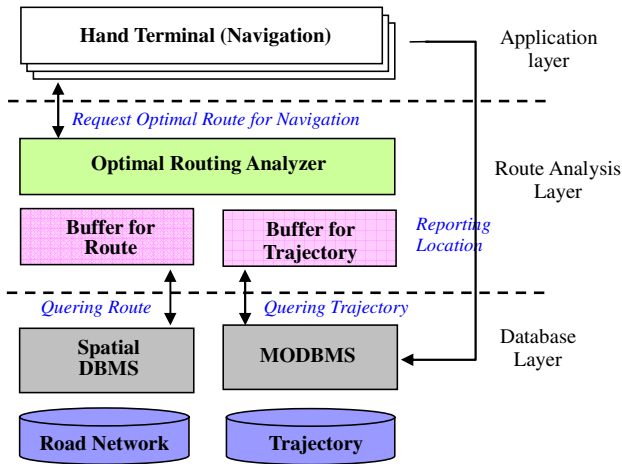 Hand Terminal (Navigation)
Application
layer
Request Optimal Route for Navigation
Optimal Routing Analyzer
Route Analysis
Layer
Buffer for
Route
Buffer for
Trajectory
Reporting
Location
Quering Route
Quering Trajectory
Spatial
DBMS
MODBMS
Database
Layer
Road Network
Trajectory